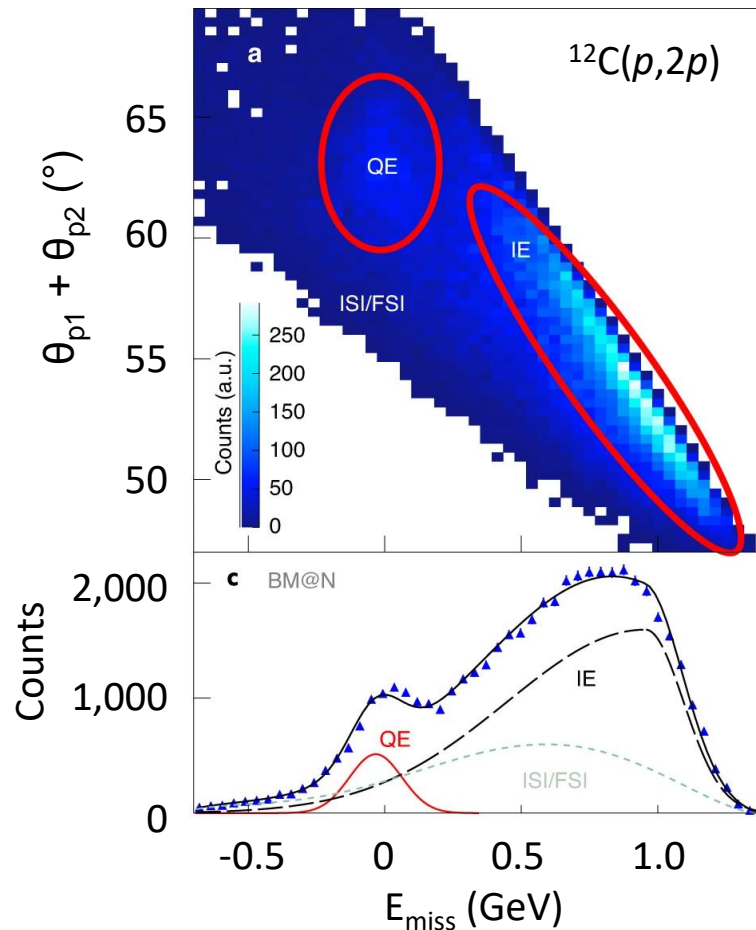 a
¹²C(p,2p)
65
60
55
50
θp1 + θp2 (°)
QE
IE
ISI/FSI
Counts (a.u.)
250
200
150
100
50
0
c BM@N
2,000
1,000
0
Counts
QE
IE
ISI/FSI
-0.5 0 0.5 1.0
Emiss (GeV)